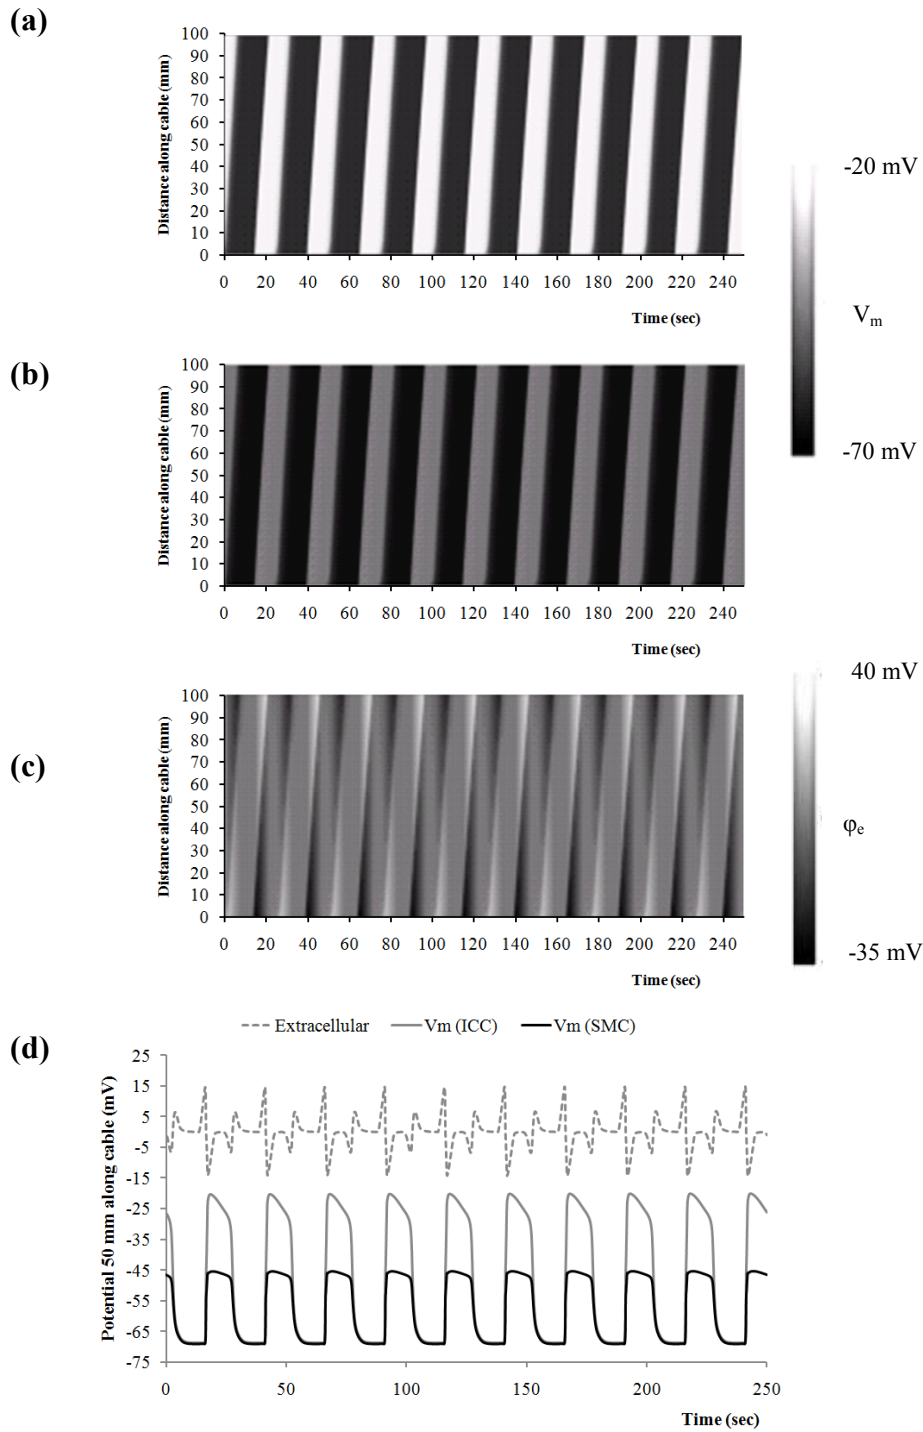 (a)
Distance along cable (mm)
100
90
80
70
60
50
40
30
20
10
0
0 20 40 60 80 100 120 140 160 180 200 220 240
Time (sec)
-20 mV
Vm
-70 mV
(b)
Distance along cable (mm)
100
90
80
70
60
50
40
30
20
10
0
0 20 40 60 80 100 120 140 160 180 200 220 240
Time (sec)
(c)
Distance along cable (mm)
100
90
80
70
60
50
40
30
20
10
0
0 20 40 60 80 100 120 140 160 180 200 220 240
Time (sec)
40 mV
φe
-35 mV
(d)
Extracellular Vm (ICC) Vm (SMC)
Potential 50 mm along cable (mV)
25
15
5
-5
-15
-25
-35
-45
-55
-65
-75
0 50 100 150 200 250
Time (sec)